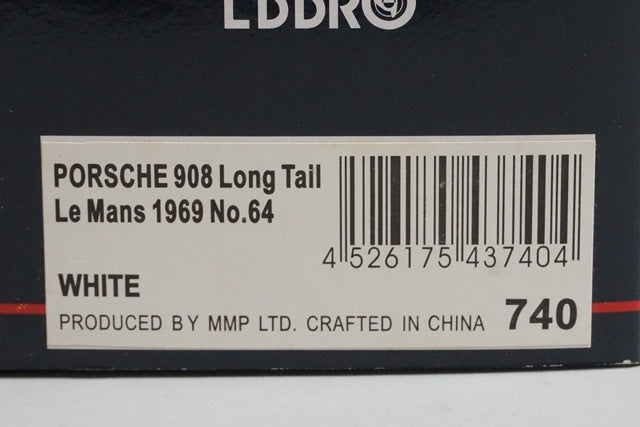 EBBRO
PORSCHE 908 Long Tail
Le Mans 1969 No.64
4 526175 437404
WHITE
PRODUCED BY MMP LTD. CRAFTED IN CHINA 740